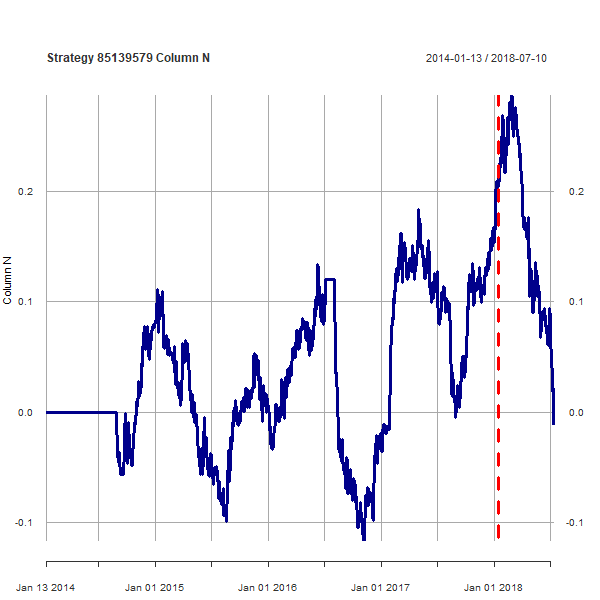 Strategy 85139579 Column N
2014-01-13 / 2018-07-10
Column N
0.2
0.2
0.1
0.1
0.0
0.0
-0.1
-0.1
Jan 13 2014
Jan 01 2015
Jan 01 2016
Jan 01 2017
Jan 01 2018